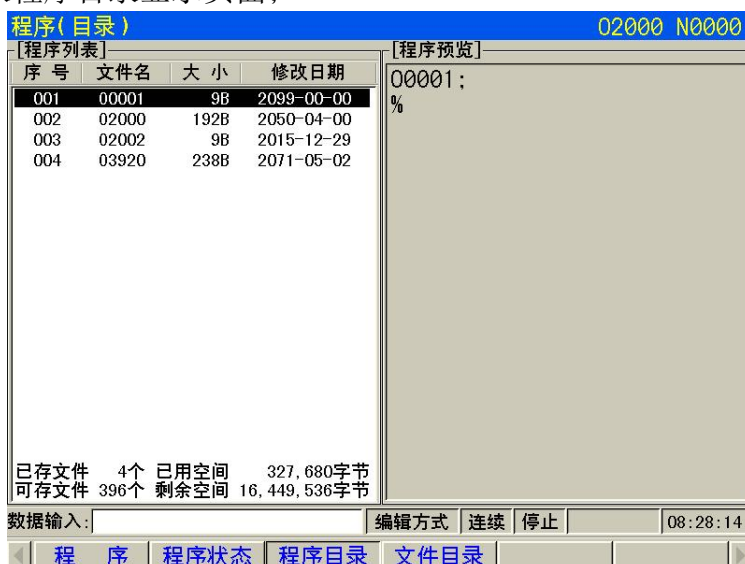 程序(目录) O2000 N0000
[程序列表]
序号 文件名 大小 修改日期
001 O0001 9B 2099-00-00
002 O2000 192B 2050-04-00
003 O2002 9B 2015-12-29
004 O3920 238B 2071-05-02
已存文件 4个 已用空间 327,680字节
可存文件 396个 剩余空间 16,449,536字节
[程序预览]
O0001;
%
数据输入: 编辑方式 连续 停止 08:28:14
程序 程序状态 程序目录 文件目录